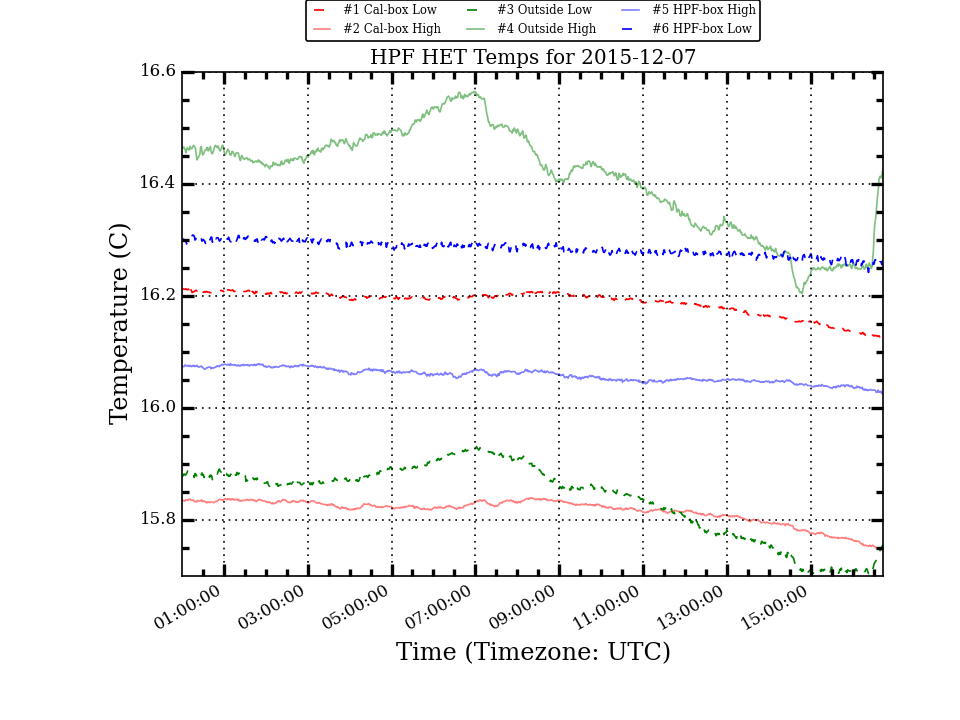 #1 Cal-box Low #3 Outside Low #5 HPF-box High
#2 Cal-box High #4 Outside High #6 HPF-box Low
HPF HET Temps for 2015-12-07
16.6
16.4
16.2
16.0
15.8
Temperature (C)
01:00:00 03:00:00 05:00:00 07:00:00 09:00:00 11:00:00 13:00:00 15:00:00
Time (Timezone: UTC)